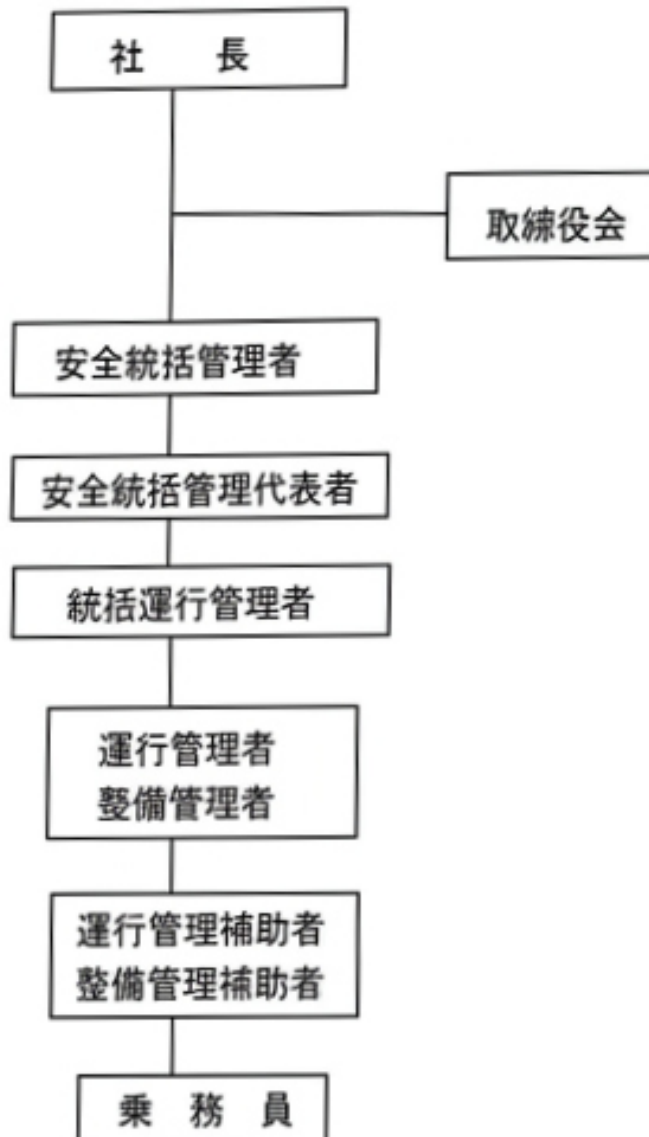 社　長
取締役会
安全統括管理者
安全統括管理代表者
統括運行管理者
運行管理者
整備管理者
運行管理補助者
整備管理補助者
乗　務　員